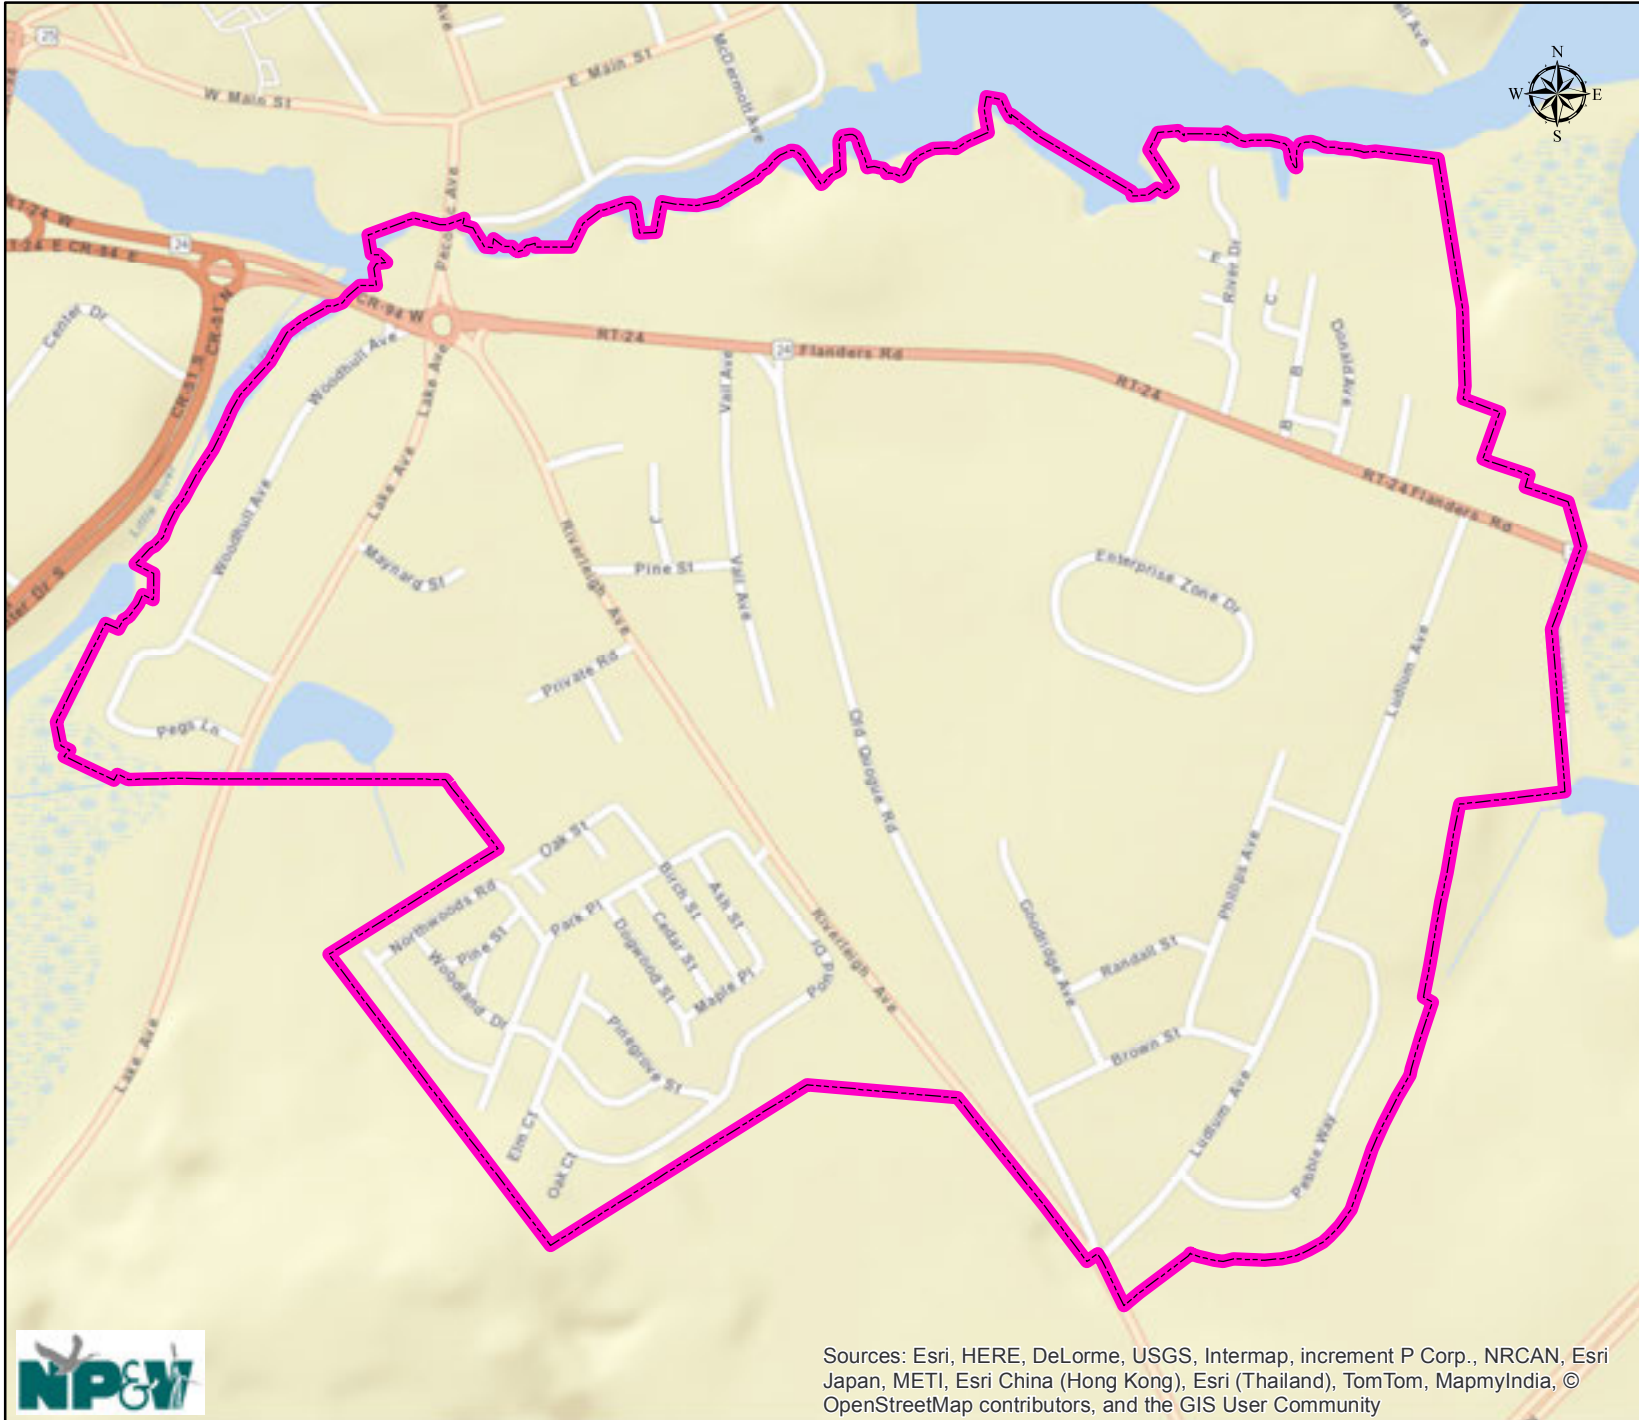 25
W Main St
E Main St
Ave
McDermott Ave
N
W
E
S
RT-24 W
24
CR-51 N
Center Dr
CR-51 S
CR-94 W
Peconic Ave
RT-24
24
Flanders Rd
RT-24
RT-24 Flanders Rd
River Dr
E
C
B
B
Donald Ave
Woodhull Ave
Woodhull Ave
Lake Ave
Lake Ave
Little River
Maynard St
Riverleigh Ave
J
Pine St
Vail Ave
Vail Ave
Private Rd
Enterprise Zone Dr
Old Quogue Rd
Ludlum Ave
Pegs Ln
Oak St
Northwoods Rd
Park Pl
Birch St
Ash St
Cedar St
Dogwood St
Pine St
Woodland Dr
Maple Pl
Pinegrove St
Elm Ct
Oak Ct
Riverleigh Ave
Goodridge Ave
Phillips Ave
Randall St
Brown St
Ludlum Ave
Pebble Way
Lake Ave
NP&V
Sources: Esri, HERE, DeLorme, USGS, Intermap, increment P Corp., NRCAN, Esri
Japan, METI, Esri China (Hong Kong), Esri (Thailand), TomTom, MapmyIndia, ©
OpenStreetMap contributors, and the GIS User Community